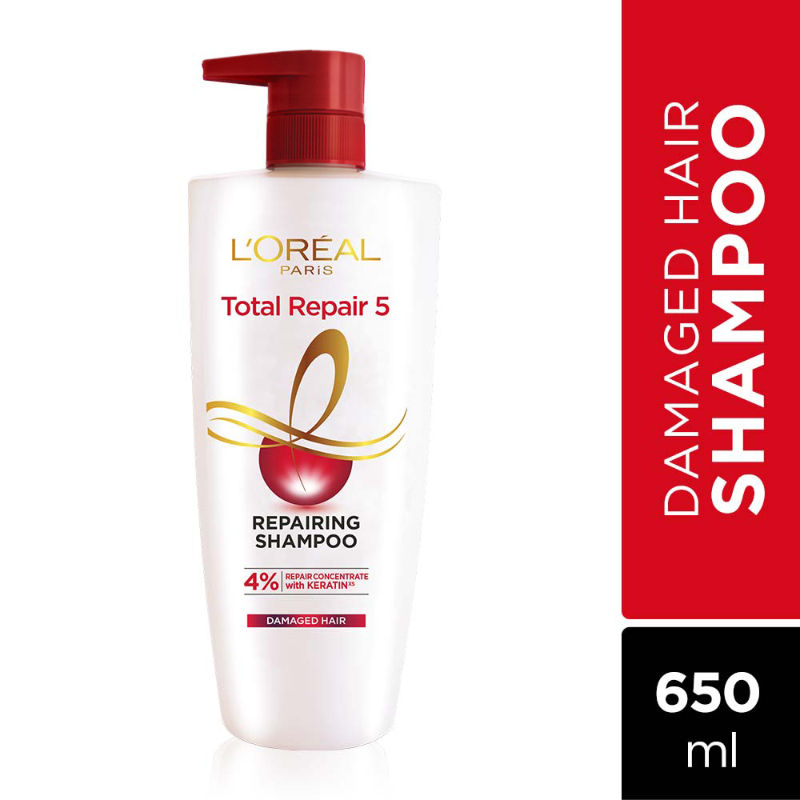 L'ORÉAL
PARIS
Total Repair 5
REPAIRING
SHAMPOO
4% REPAIR CONCENTRATE
with KERATIN XS
DAMAGED HAIR
DAMAGED HAIR
SHAMPOO
650
ml